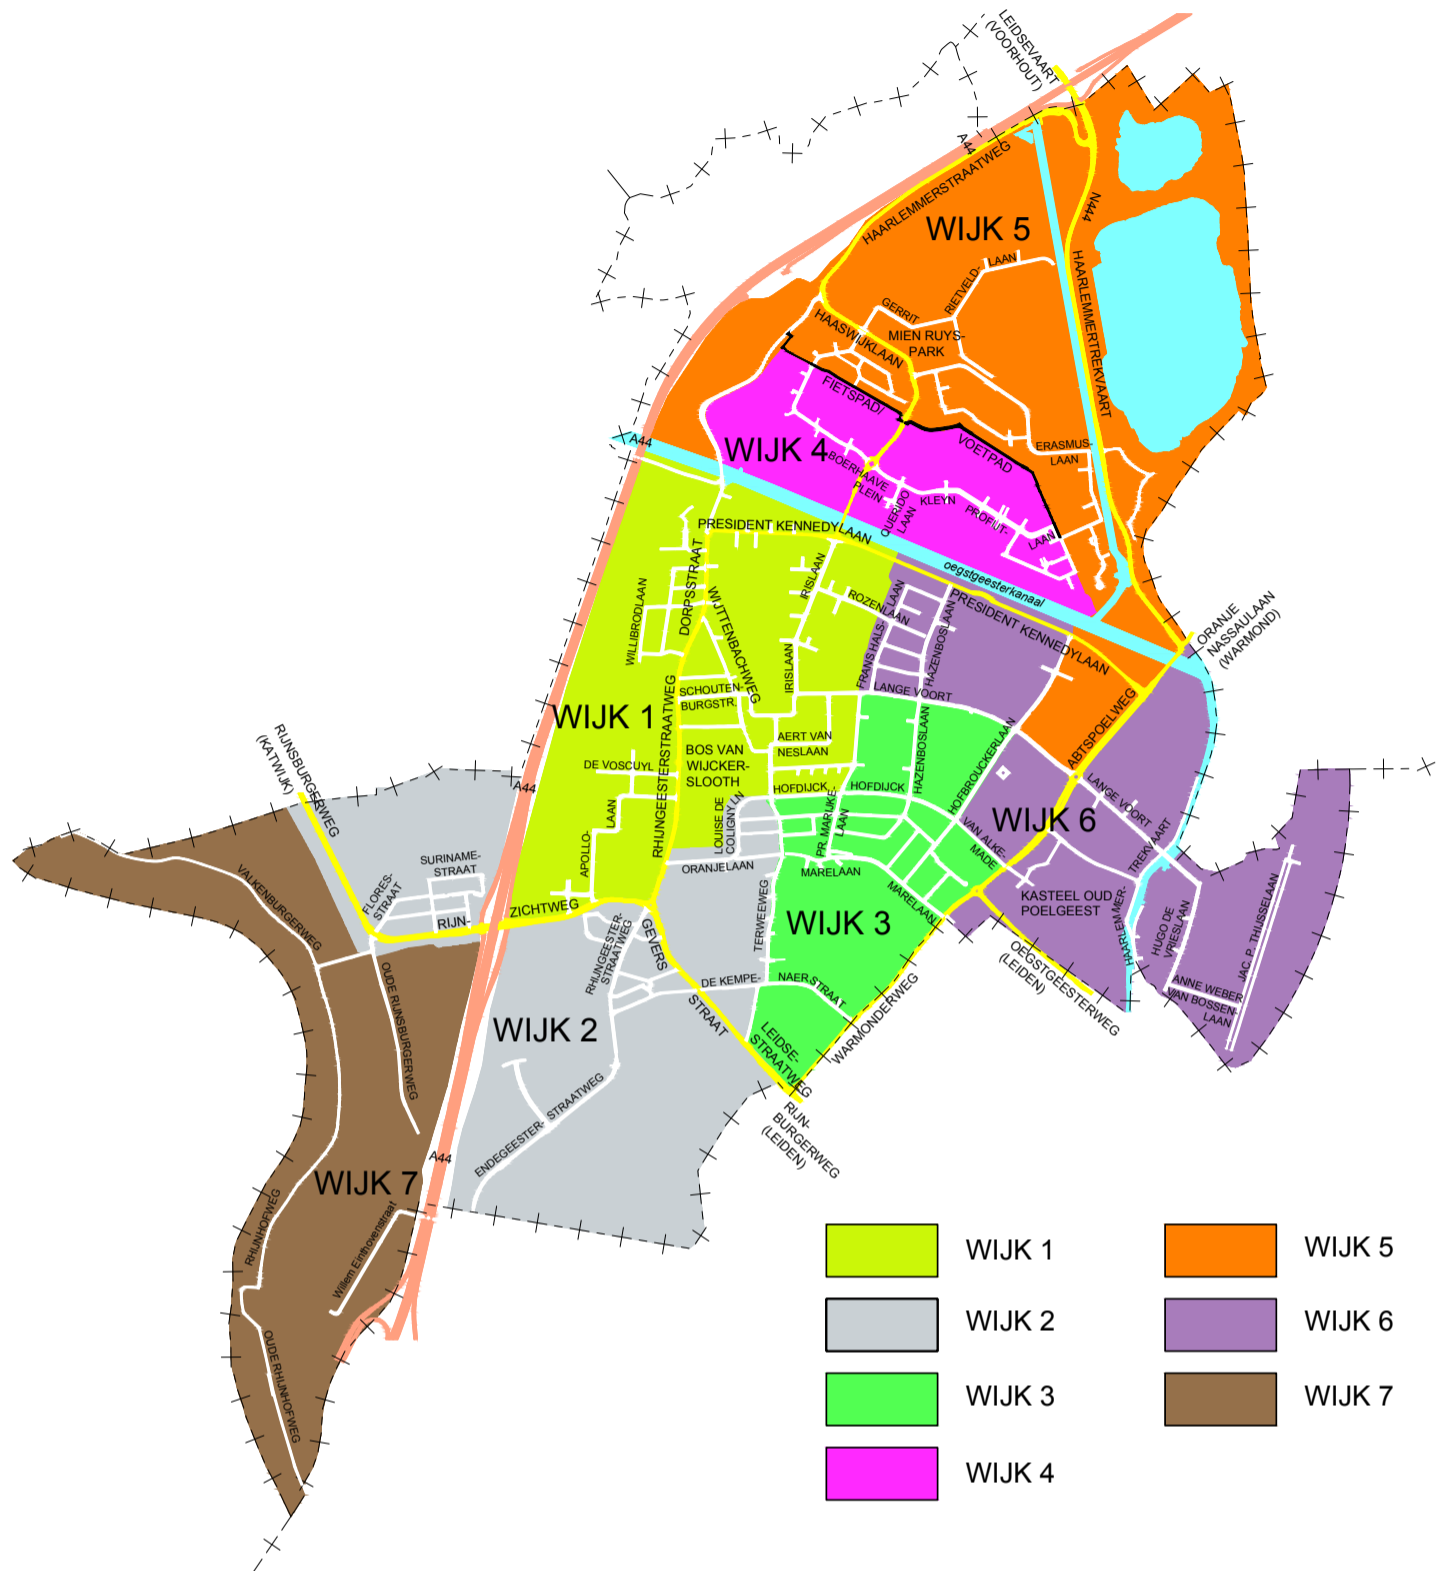 LEIDSEVAART
(VOORHOUT)
A44
HAARLEMMERSTRAATWEG
N444
WIJK 5
HAARLEMMERTREKVAART
GERRIT
RIETVELD-
LAAN
HAASWIJKLAAN
MIEN RUYS-
PARK
FIETSPAD/
VOETPAD
ERASMUS-
LAAN
A44
WIJK 4
BOERHAAVE
PLEIN
QUERIDO
LAAN
KLEYN
PROFIJT-
LAAN
PRESIDENT KENNEDYLAAN
oegstgeesterkanaal
PRESIDENT KENNEDYLAAN
ORANJE
NASSAULAAN
(WARMOND)
WILLIBRODLAAN
DORPSSTRAAT
WIJTTENBACHWEG
IRISLAAN
IRISLAAN
ROZENLAAN
FRANS HALS-
LAAN
HAZENBOSLAAN
LANGE VOORT
SCHOUTEN-
BURGSTR.
WIJK 1
RHIJNGEESTERSTRAATWEG
BOS VAN
WIJCKER-
SLOOTH
AERT VAN
NESLAAN
DE VOSCUYL
APOLLO-
LAAN
HOFDIJCK
HOFDIJCK
HAZENBOSLAAN
HOFBROUCKERLAAN
ABTSPOELWEG
LANGE VOORT
WIJK 6
VAN ALKE-
MADE
LOUISE DE
COLIGNY LN
PR. MARIJKE-
LAAN
ORANJELAAN
MARELAAN
MARELAAN
KASTEEL OUD
POELGEEST
HAARLEMMER-
TREKVAART
HUGO DE
VRIESLAAN
JAC. P. THIJSSELAAN
ANNE WEBER
VAN BOSSEN-
LAAN
OEGSTGEESTERWEG
(LEIDEN)
RIJNSBURGERWEG
(KATWIJK)
A44
SURINAME-
STRAAT
FLORES-
STRAAT
RIJN-
ZICHTWEG
VALKENBURGERWEG
OUDE RIJNSBURGERWEG
RHIJNGEESTER-
STRAATWEG
GEVERS
STRAAT
TERWEEWEG
WIJK 3
DE KEMPE-
NAER STRAAT
WARMONDERWEG
LEIDSE-
STRAATWEG
RIJN-
BURGERWEG
(LEIDEN)
WIJK 2
ENDEGEESTER-
STRAATWEG
A44
WIJK 7
RHIJNHOFWEG
Willem Einthovenstraat
OUDE RHIJNHOFWEG
WIJK 1
WIJK 2
WIJK 3
WIJK 4
WIJK 5
WIJK 6
WIJK 7